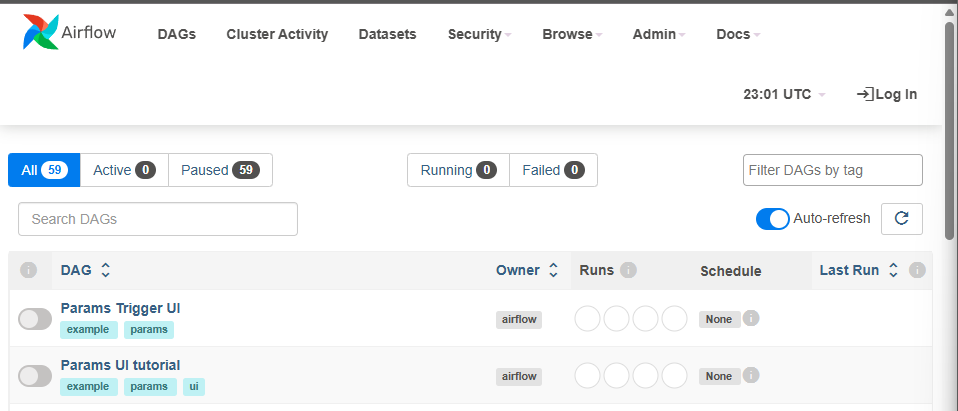 Airflow DAGs Cluster Activity Datasets Security Browse Admin Docs
23:01 UTC Log In
All 59 Active 0 Paused 59 Running 0 Failed 0 Filter DAGs by tag
Search DAGs Auto-refresh
i DAG Owner Runs i Schedule Last Run i
Params Trigger UI
example params airflow None i
Params UI tutorial
example params ui airflow None i